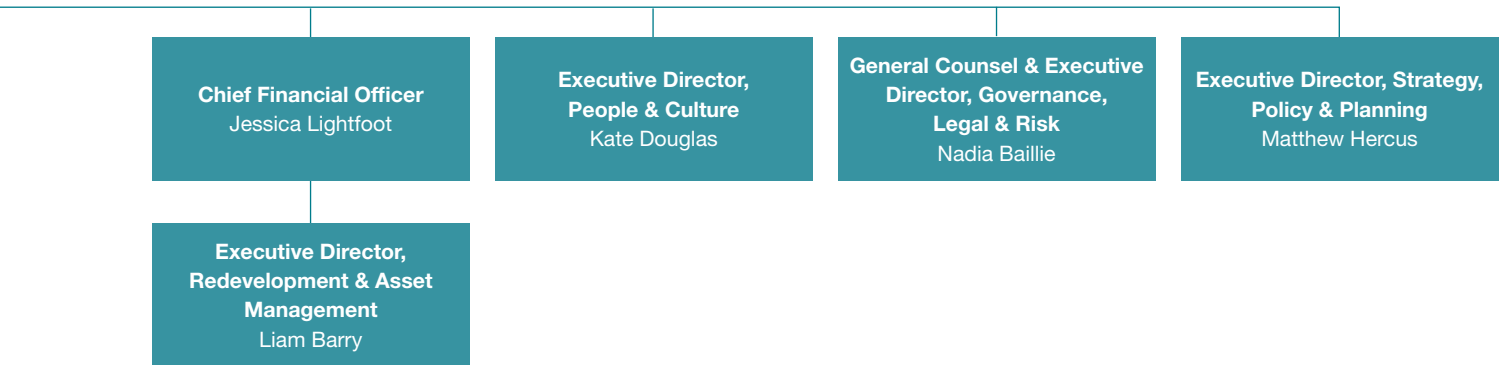 Chief Financial Officer
Jessica Lightfoot
Executive Director,
People & Culture
Kate Douglas
General Counsel & Executive
Director, Governance,
Legal & Risk
Nadia Baillie
Executive Director, Strategy,
Policy & Planning
Matthew Hercus
Executive Director,
Redevelopment & Asset
Management
Liam Barry